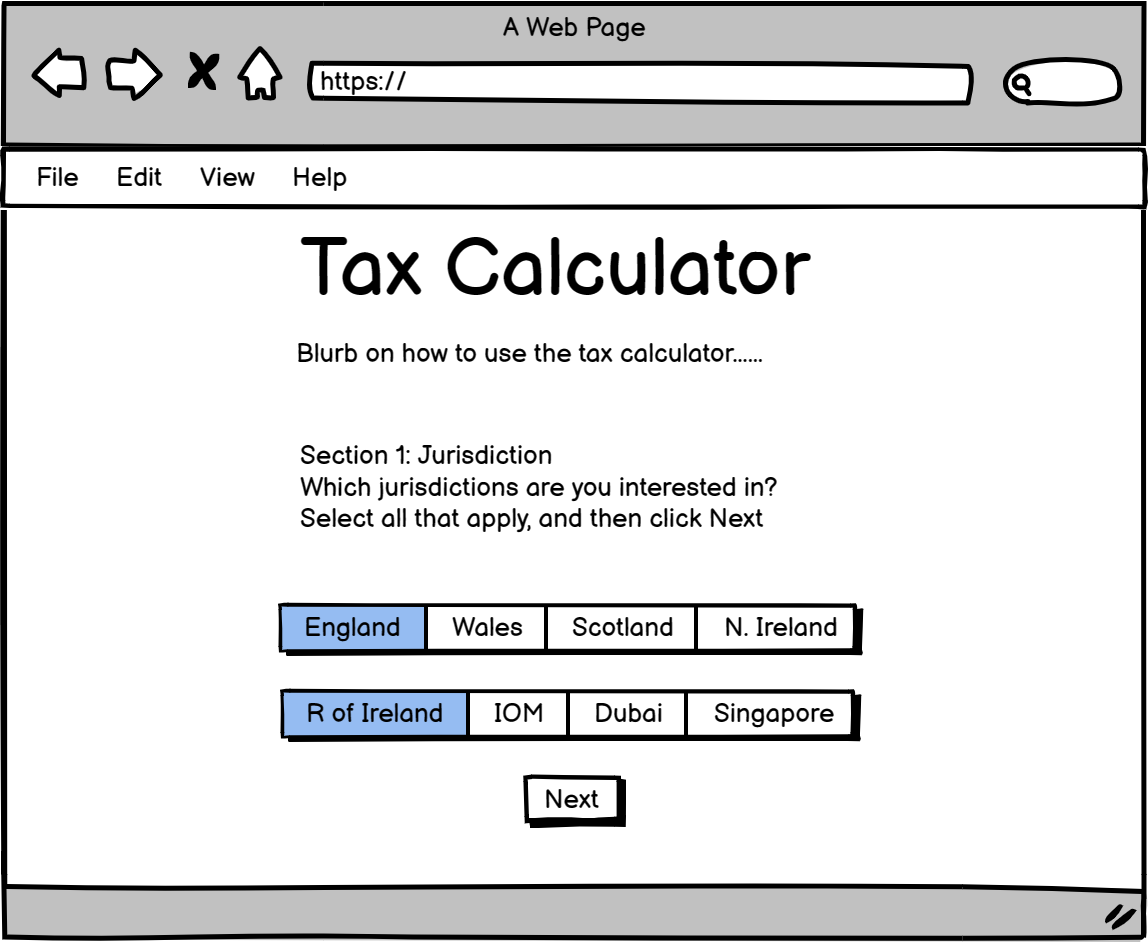 A Web Page
https://
File Edit View Help
Tax Calculator
Blurb on how to use the tax calculator......
Section 1: Jurisdiction
Which jurisdictions are you interested in?
Select all that apply, and then click Next
England Wales Scotland N. Ireland
R of Ireland IOM Dubai Singapore
Next